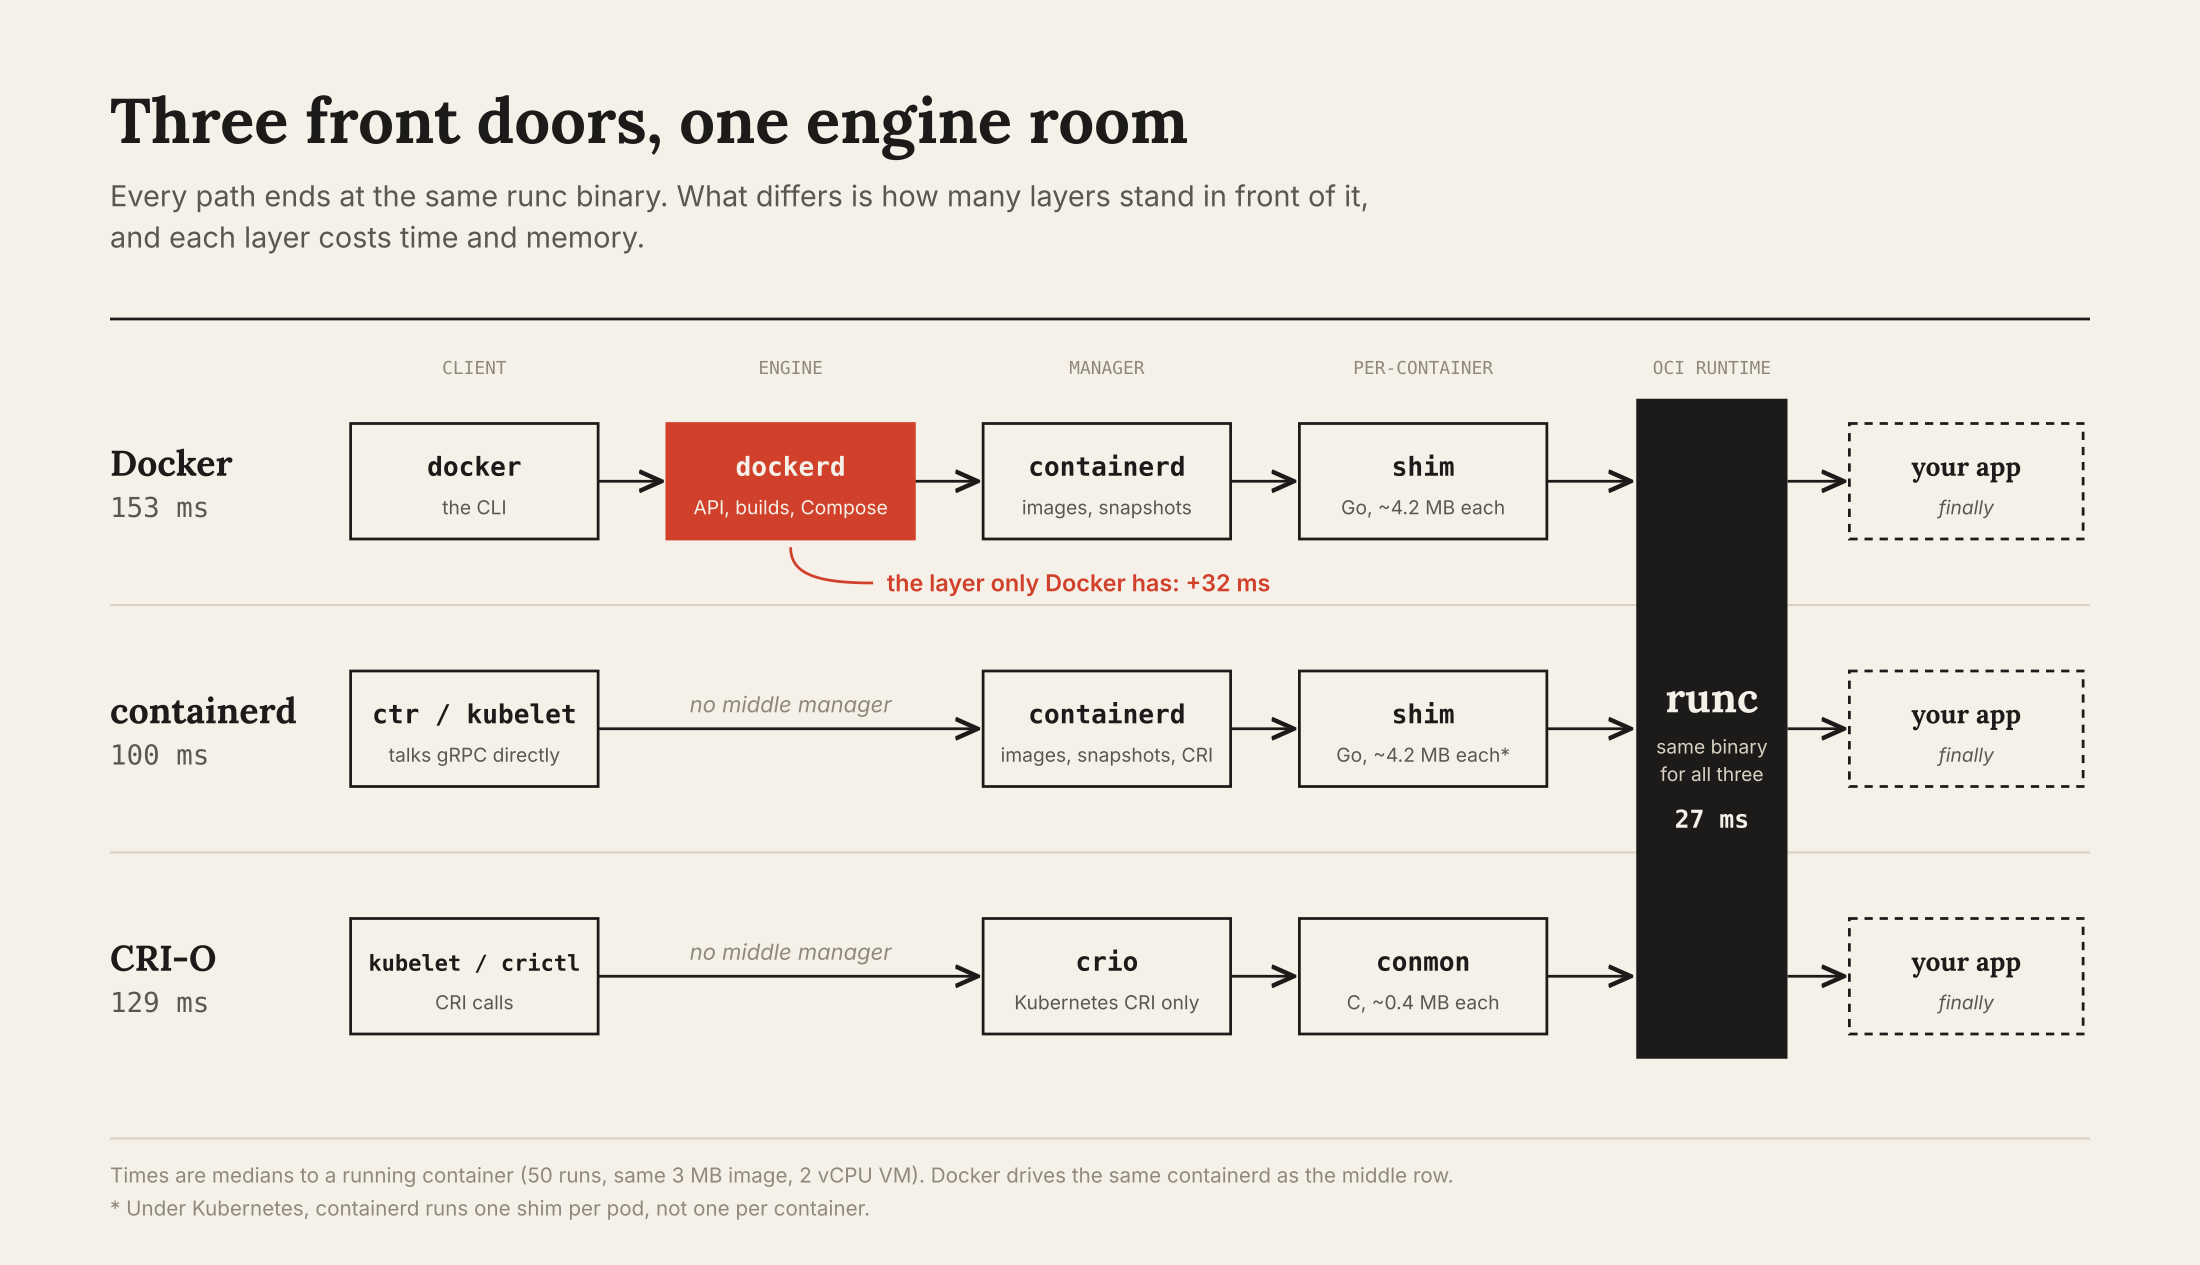 Three front doors, one engine room
Every path ends at the same runc binary. What differs is how many layers stand in front of it,
and each layer costs time and memory.
CLIENT
ENGINE
MANAGER
PER-CONTAINER
OCI RUNTIME
Docker
153 ms
docker
the CLI
dockerd
API, builds, Compose
containerd
images, snapshots
shim
Go, ~4.2 MB each
your app
finally
the layer only Docker has: +32 ms
containerd
100 ms
ctr / kubelet
talks gRPC directly
no middle manager
containerd
images, snapshots, CRI
shim
Go, ~4.2 MB each*
runc
same binary
for all three
27 ms
your app
finally
CRI-O
129 ms
kubelet / crictl
CRI calls
no middle manager
crio
Kubernetes CRI only
conmon
C, ~0.4 MB each
your app
finally
Times are medians to a running container (50 runs, same 3 MB image, 2 vCPU VM). Docker drives the same containerd as the middle row.
* Under Kubernetes, containerd runs one shim per pod, not one per container.